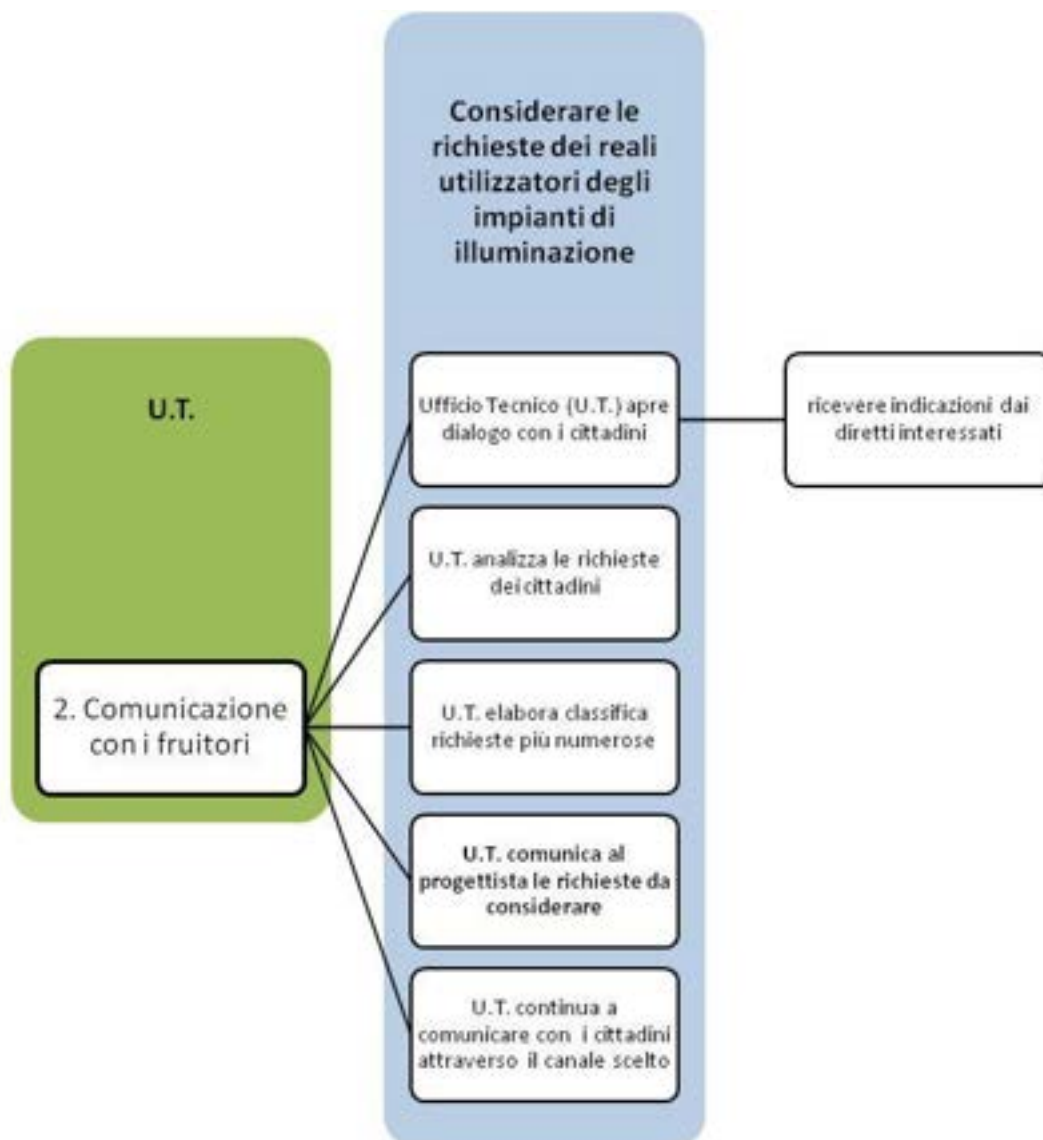 Considerare le
richieste dei reali
utilizzatori degli
impianti di
illuminazione
U.T.
2. Comunicazione
con i fruitori
Ufficio Tecnico (U.T.) apre
dialogo con i cittadini
ricevere indicazioni dai
diretti interessati
U.T. analizza le richieste
dei cittadini
U.T. elabora classifica
richieste più numerose
U.T. comunica al
progettista le richieste da
considerare
U.T. continua a
comunicare con i cittadini
attraverso il canale scelto